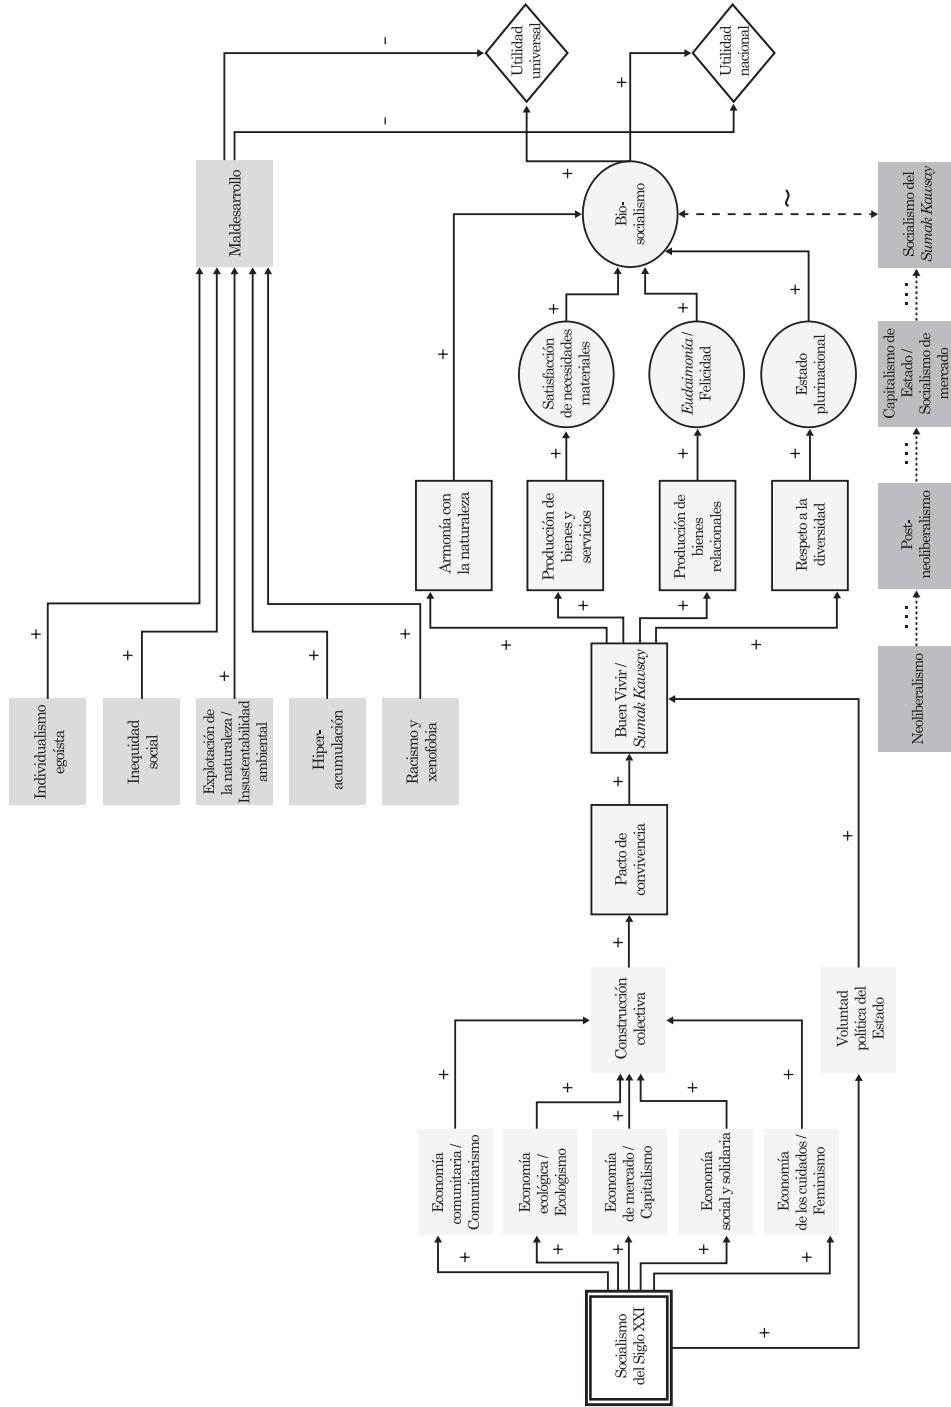 Individualismo
egoísta
Inequidad
social
Explotación de
la naturaleza /
Insustentabilidad
ambiental
Hiper-
acumulación
Racismo y
xenofobia
+
+
+
+
+
Maldesarrollo
−
−
Utilidad
universal
Utilidad
nacional
Socialismo
del Siglo XXI
+
+
+
+
+
+
Economía
comunitaria /
Comunitarismo
Economía
ecológica /
Ecologismo
Economía
de mercado /
Capitalismo
Economía
social y solidaria
Economía
de los cuidados /
Feminismo
+
+
+
+
+
Construcción
colectiva
Voluntad
política del
Estado
+
+
Pacto de
convivencia
+
Buen Vivir /
Sumak Kawsay
+
+
+
+
Armonía con
la naturaleza
Producción de
bienes y
servicios
Producción de
bienes
relacionales
Respeto a la
diversidad
+
+
+
+
Satisfacción
de necesidades
materiales
Eudaimonía /
Felicidad
Estado
plurinacional
+
+
+
Bio-
socialismo
+
+
~
Neoliberalismo
...
Post-
neoliberalismo
...
Capitalismo de
Estado /
Socialismo de
mercado
...
Socialismo del
Sumak Kawsay